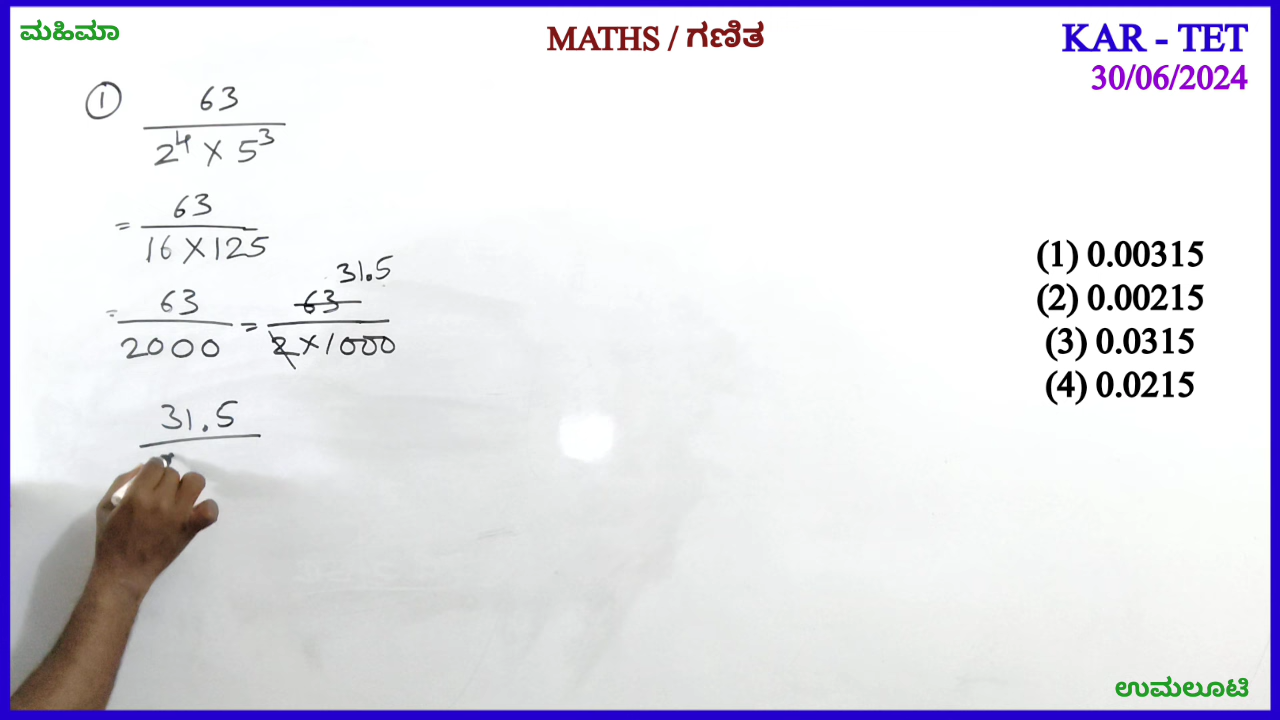 ಮಹಿಮಾ
MATHS / ಗಣಿತ
KAR - TET
30/06/2024
① 63
2⁴ × 5³
= 63
16 × 125
31.5
= 63 = 63
2000 2 × 1000
31.5
(1) 0.00315
(2) 0.00215
(3) 0.0315
(4) 0.0215
ಉಮಲೂಟಿ